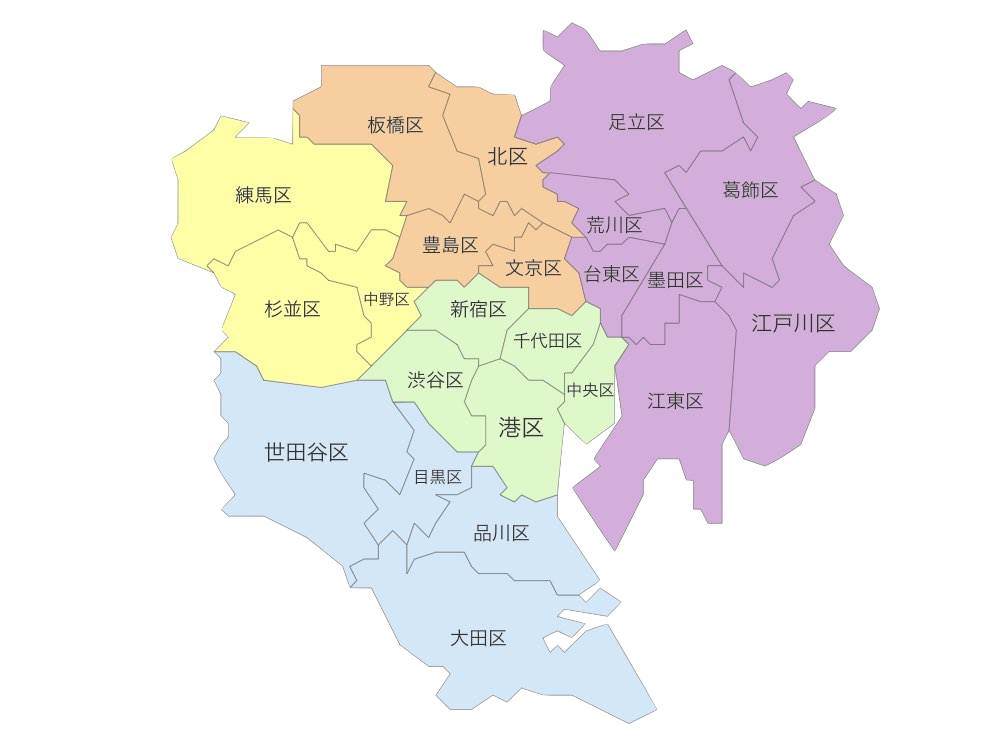 足立区
板橋区
北区
葛飾区
練馬区
荒川区
豊島区
文京区
台東区
墨田区
中野区
杉並区
新宿区
江戸川区
千代田区
渋谷区
中央区
江東区
港区
世田谷区
目黒区
品川区
大田区